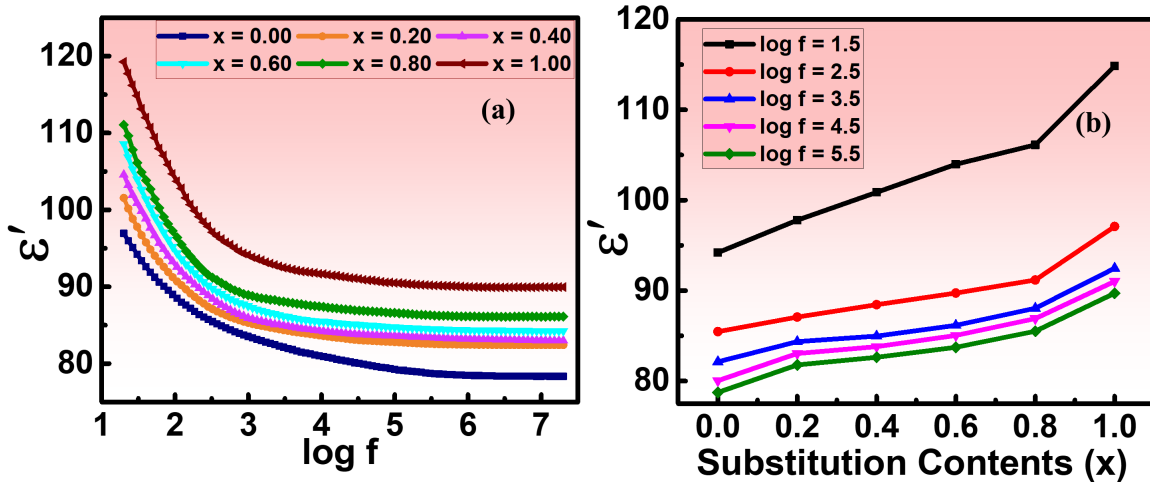 120
110
100
90
80
ε′
x = 0.00 x = 0.20 x = 0.40
x = 0.60 x = 0.80 x = 1.00
(a)
1 2 3 4 5 6 7
log f
120
110
100
90
80
ε′
log f = 1.5
log f = 2.5
log f = 3.5
log f = 4.5
log f = 5.5
(b)
0.0 0.2 0.4 0.6 0.8 1.0
Substitution Contents (x)